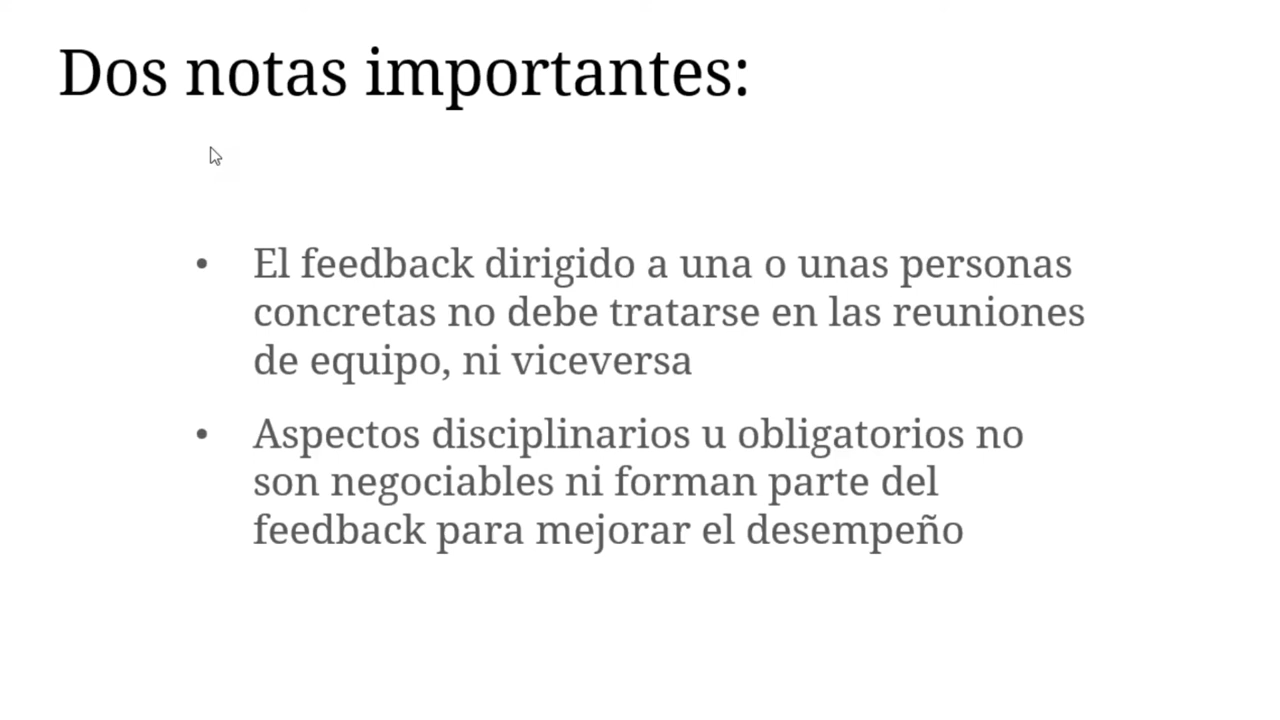 Dos notas importantes:
• El feedback dirigido a una o unas personas
concretas no debe tratarse en las reuniones
de equipo, ni viceversa
• Aspectos disciplinarios u obligatorios no
son negociables ni forman parte del
feedback para mejorar el desempeño